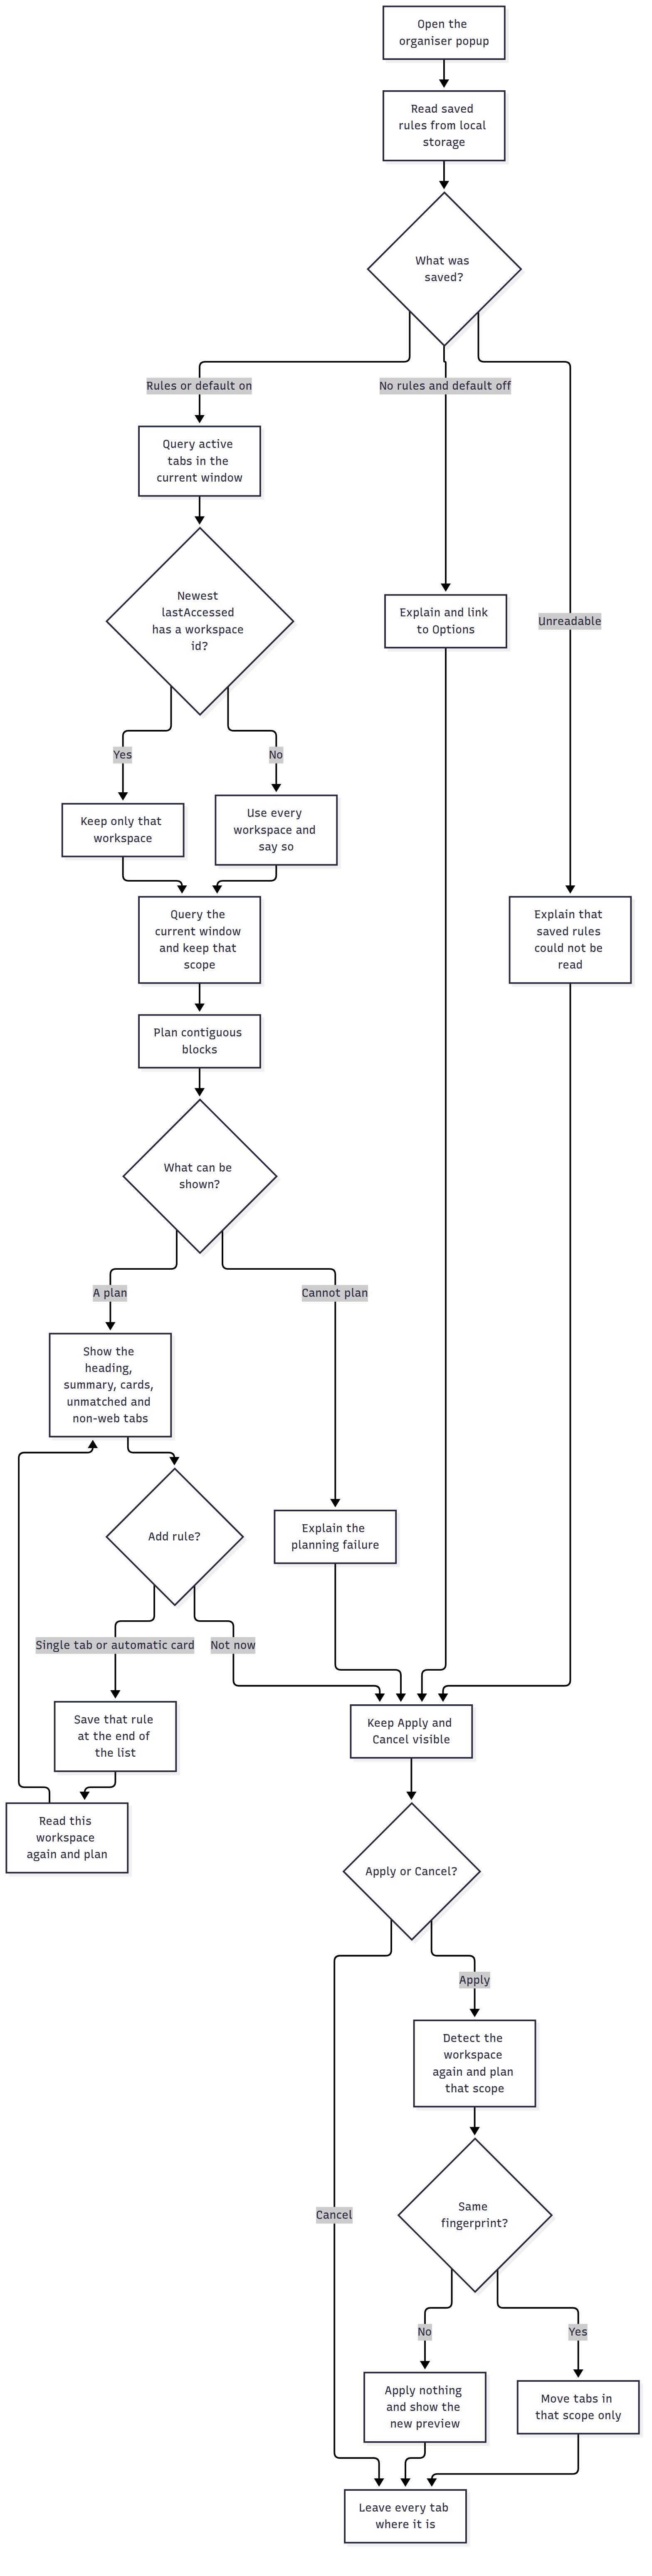 Open the
organiser popup
Read saved
rules from local
storage
What was
saved?
Rules or default on
No rules and default off
Query active
tabs in the
current window
Newest
lastAccessed
has a workspace
id?
Explain and link
to Options
Unreadable
Yes
No
Keep only that
workspace
Use every
workspace and
say so
Query the
current window
and keep that
scope
Explain that
saved rules
could not be
read
Plan contiguous
blocks
What can be
shown?
A plan
Cannot plan
Show the
heading,
summary, cards,
unmatched and
non-web tabs
Add rule?
Explain the
planning failure
Single tab or automatic card
Not now
Save that rule
at the end of
the list
Keep Apply and
Cancel visible
Read this
workspace
again and plan
Apply or Cancel?
Apply
Detect the
workspace
again and plan
that scope
Cancel
Same
fingerprint?
No
Yes
Apply nothing
and show the
new preview
Move tabs in
that scope only
Leave every tab
where it is